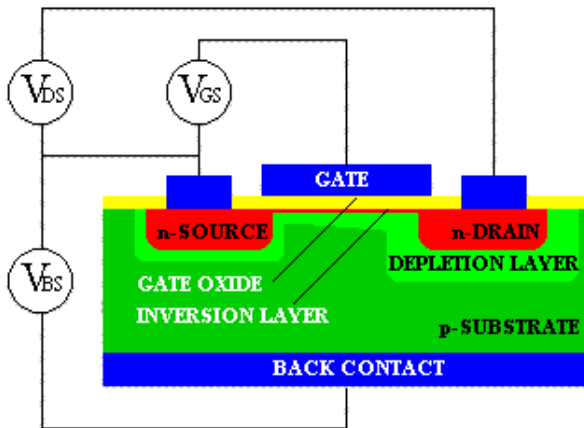 VDS
VGS
GATE
n-SOURCE
n-DRAIN
DEPLETION LAYER
VBS
GATE OXIDE
INVERSION LAYER
p-SUBSTRATE
BACK CONTACT